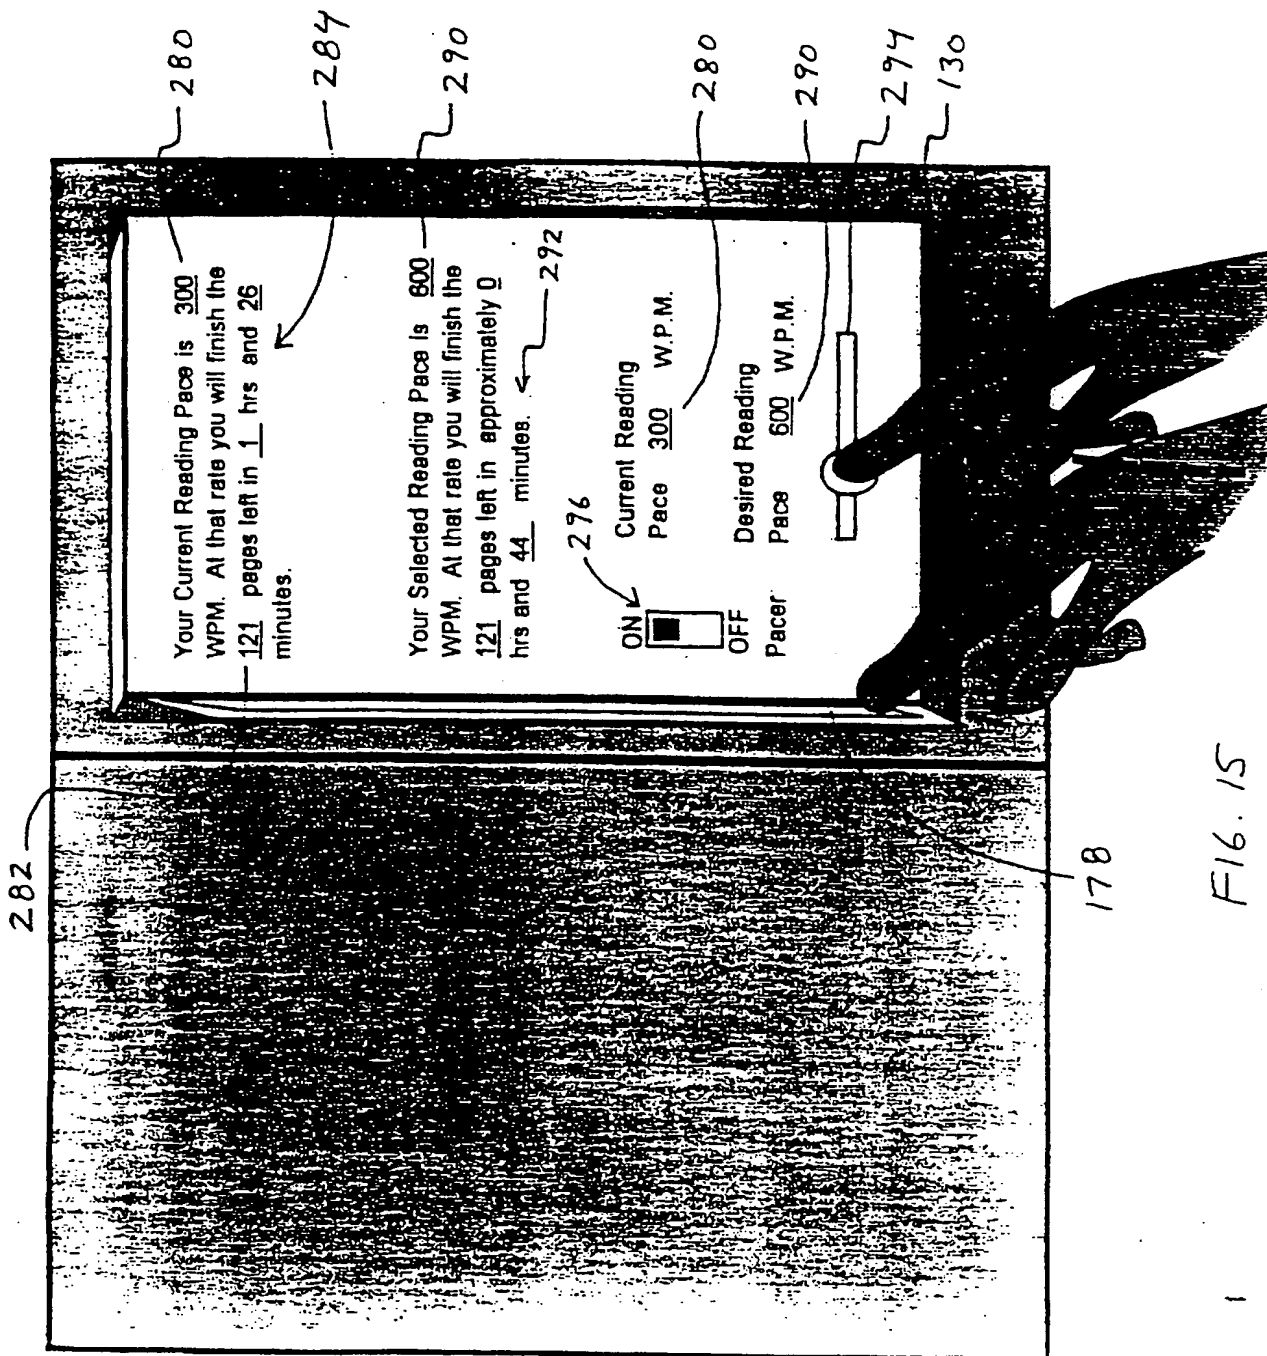 Your Current Reading Pace is 300
WPM. At that rate you will finish the
121 pages left in 1 hrs and 26
minutes.
Your Selected Reading Pace is 600
WPM. At that rate you will finish the
121 pages left in approximately 0
hrs and 44 minutes.
ON
OFF
Pacer
Current Reading
Pace 300 W.P.M.
Desired Reading
Pace 600 W.P.M.
280
284
290
292
296
280
290
294
130
282
178
FIG. 15
1